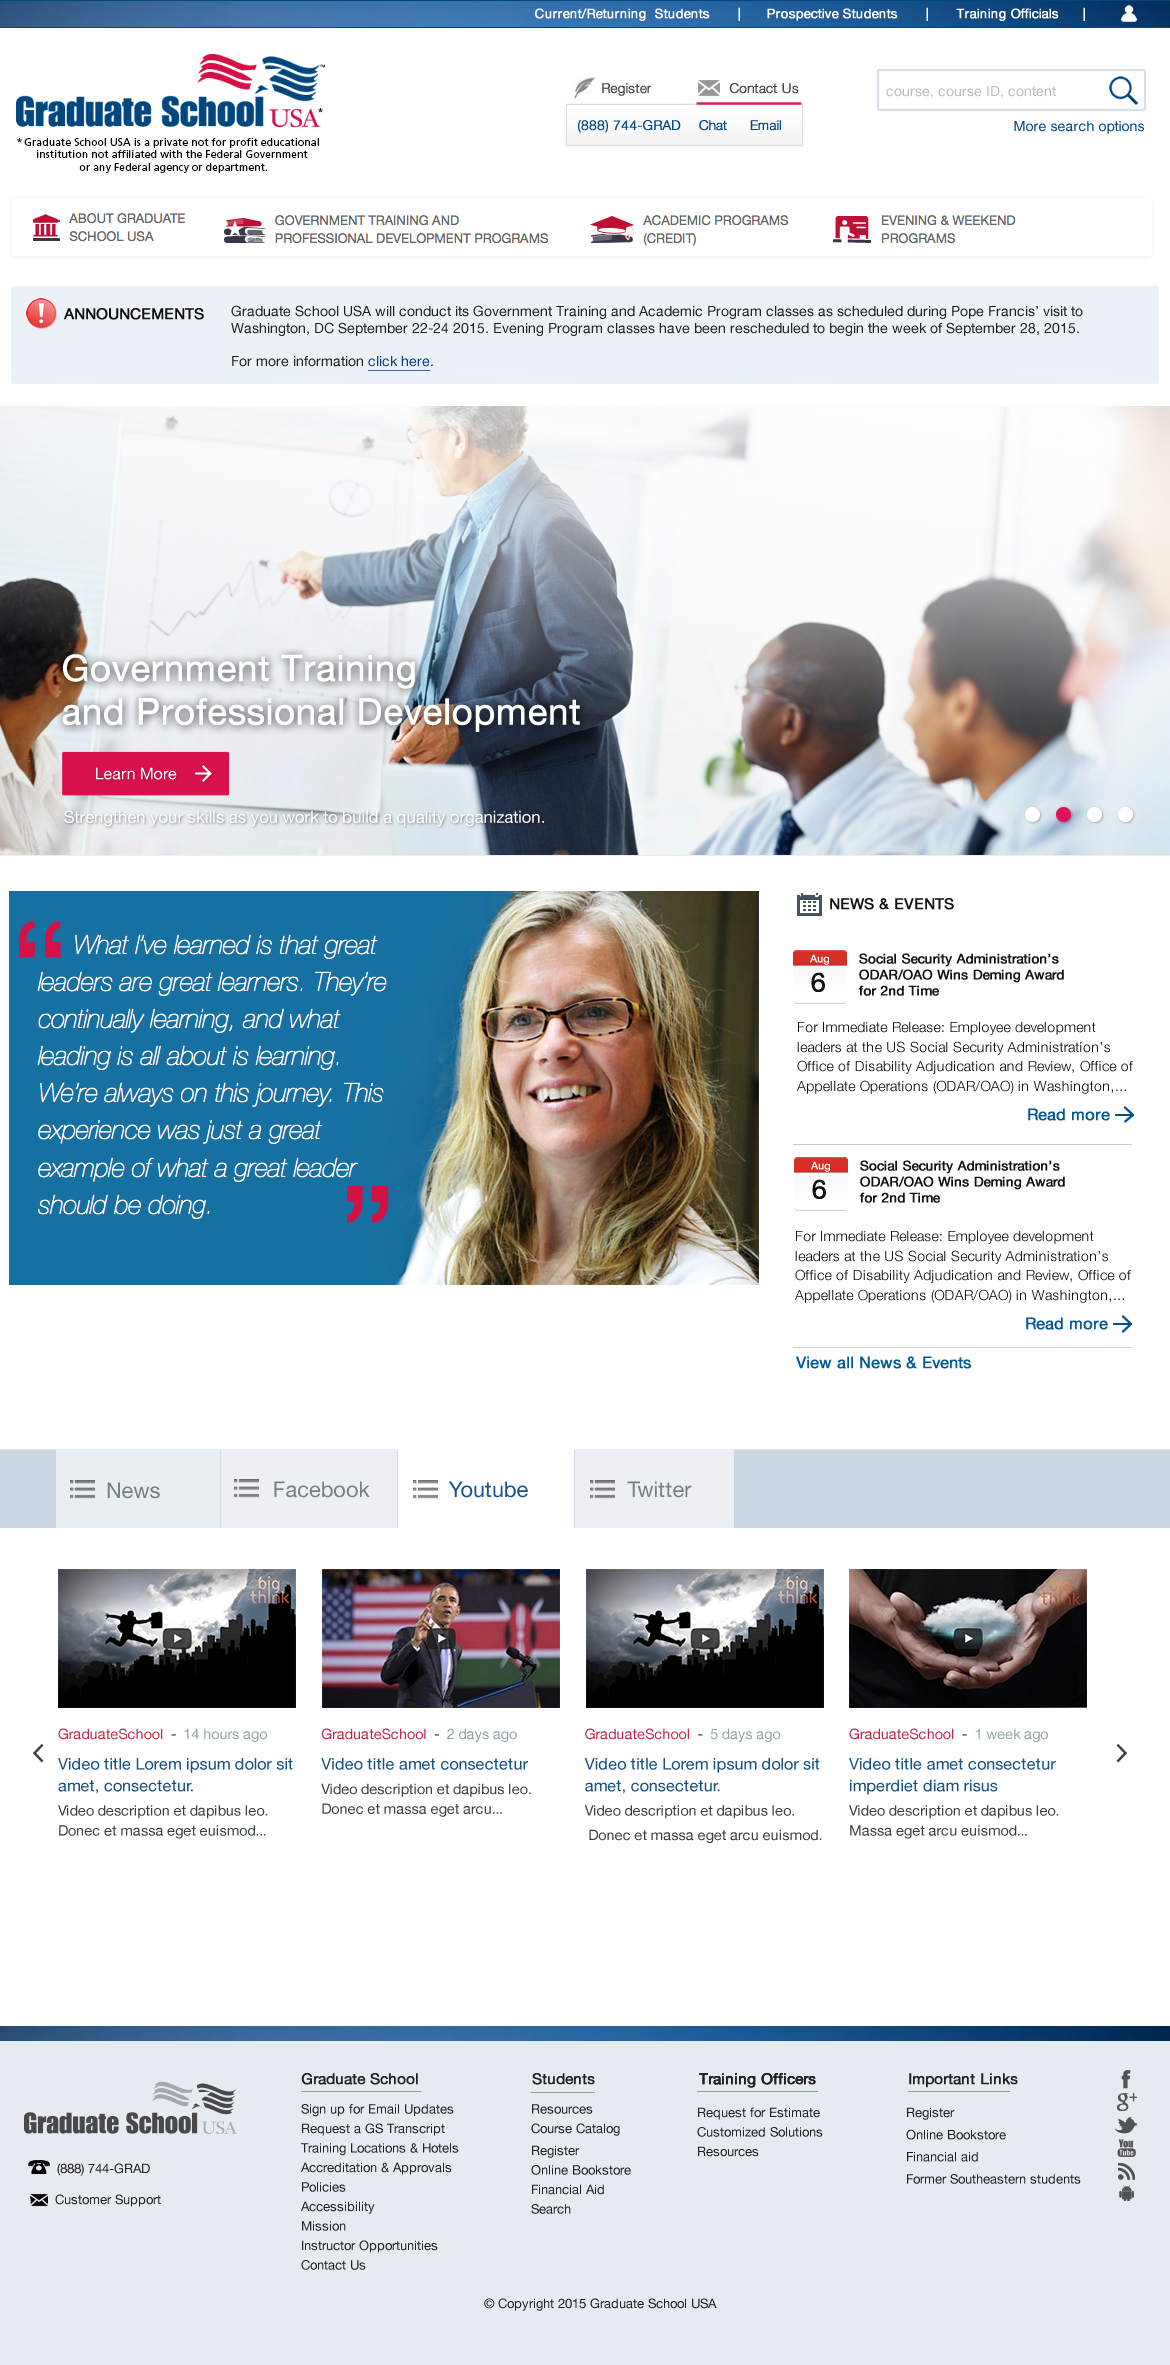 Current/Returning Students | Prospective Students | Training Officials |
Graduate School USA*
™
* Graduate School USA is a private not for profit educational
institution not affiliated with the Federal Government
or any Federal agency or department.
Register
Contact Us
(888) 744-GRAD Chat Email
course, course ID, content
More search options
ABOUT GRADUATE
SCHOOL USA
GOVERNMENT TRAINING AND
PROFESSIONAL DEVELOPMENT PROGRAMS
ACADEMIC PROGRAMS
(CREDIT)
EVENING & WEEKEND
PROGRAMS
ANNOUNCEMENTS
Graduate School USA will conduct its Government Training and Academic Program classes as scheduled during Pope Francis’ visit to
Washington, DC September 22-24 2015. Evening Program classes have been rescheduled to begin the week of September 28, 2015.
For more information click here.
Government Training
and Professional Development
Learn More
Strengthen your skills as you work to build a quality organization.
“ What I've learned is that great
leaders are great learners. They're
continually learning, and what
leading is all about is learning.
We're always on this journey. This
experience was just a great
example of what a great leader
should be doing. ”
NEWS & EVENTS
Aug
6
Social Security Administration’s
ODAR/OAO Wins Deming Award
for 2nd Time
For Immediate Release: Employee development
leaders at the US Social Security Administration’s
Office of Disability Adjudication and Review, Office of
Appellate Operations (ODAR/OAO) in Washington,...
Read more
Aug
6
Social Security Administration’s
ODAR/OAO Wins Deming Award
for 2nd Time
For Immediate Release: Employee development
leaders at the US Social Security Administration’s
Office of Disability Adjudication and Review, Office of
Appellate Operations (ODAR/OAO) in Washington,...
Read more
View all News & Events
News
Facebook
Youtube
Twitter
big
think
GraduateSchool - 14 hours ago
Video title Lorem ipsum dolor sit
amet, consectetur.
Video description et dapibus leo.
Donec et massa eget euismod...
GraduateSchool - 2 days ago
Video title amet consectetur
Video description et dapibus leo.
Donec et massa eget arcu...
big
think
GraduateSchool - 5 days ago
Video title Lorem ipsum dolor sit
amet, consectetur.
Video description et dapibus leo.
Donec et massa eget arcu euismod.
big
think
GraduateSchool - 1 week ago
Video title amet consectetur
imperdiet diam risus
Video description et dapibus leo.
Massa eget arcu euismod...
Graduate School USA
(888) 744-GRAD
Customer Support
Graduate School
Sign up for Email Updates
Request a GS Transcript
Training Locations & Hotels
Accreditation & Approvals
Policies
Accessibility
Mission
Instructor Opportunities
Contact Us
Students
Resources
Course Catalog
Register
Online Bookstore
Financial Aid
Search
Training Officers
Request for Estimate
Customized Solutions
Resources
Important Links
Register
Online Bookstore
Financial aid
Former Southeastern students
f
g+
You
Tube
© Copyright 2015 Graduate School USA